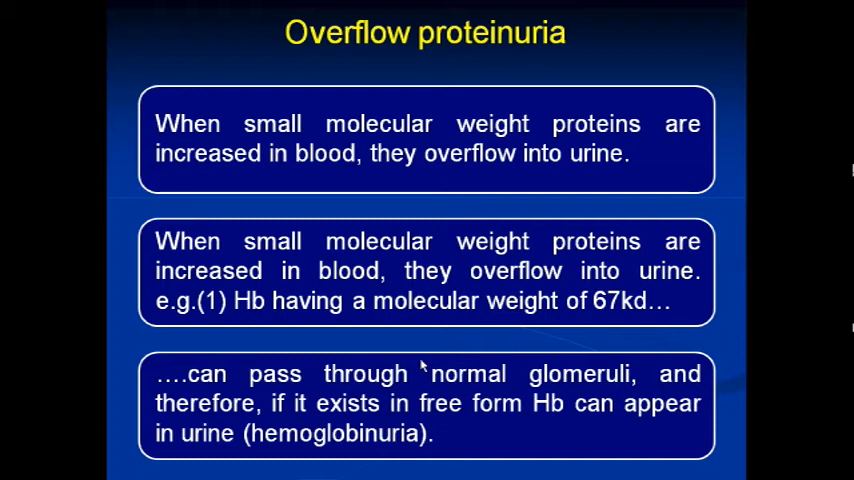 Overflow proteinuria
When small molecular weight proteins are
increased in blood, they overflow into urine.
When small molecular weight proteins are
increased in blood, they overflow into urine.
e.g.(1) Hb having a molecular weight of 67kd…
….can pass through normal glomeruli, and
therefore, if it exists in free form Hb can appear
in urine (hemoglobinuria).